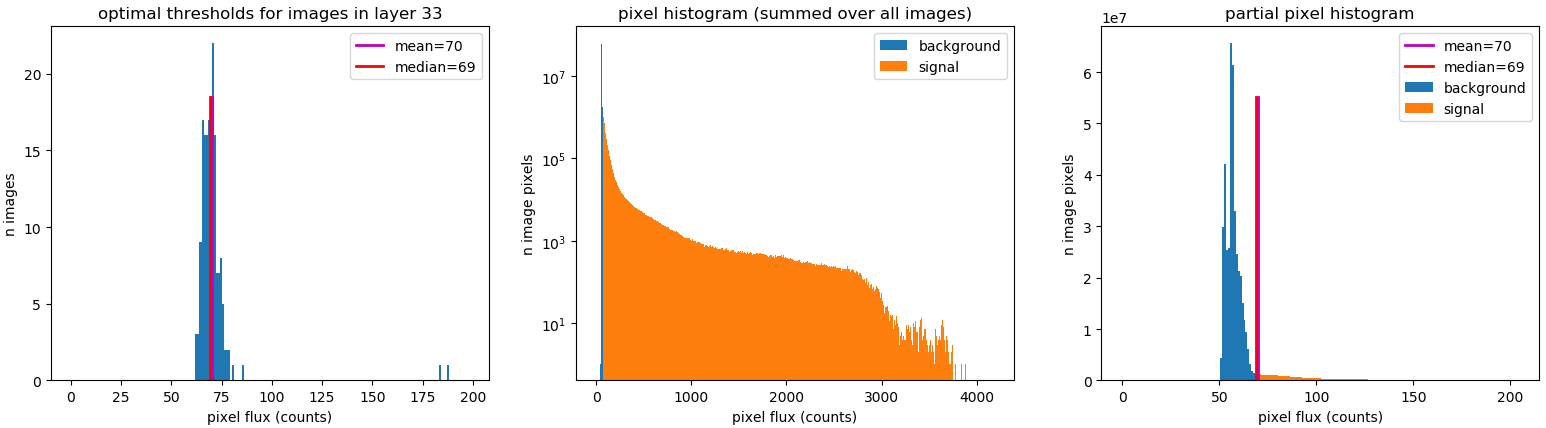 optimal thresholds for images in layer 33
mean=70
median=69
n images
20
15
10
5
0
0 25 50 75 100 125 150 175 200
pixel flux (counts)
pixel histogram (summed over all images)
background
signal
n image pixels
10^7
10^5
10^3
10^1
0 1000 2000 3000 4000
pixel flux (counts)
partial pixel histogram
1e7
mean=70
median=69
background
signal
n image pixels
6
5
4
3
2
1
0
0 50 100 150 200
pixel flux (counts)